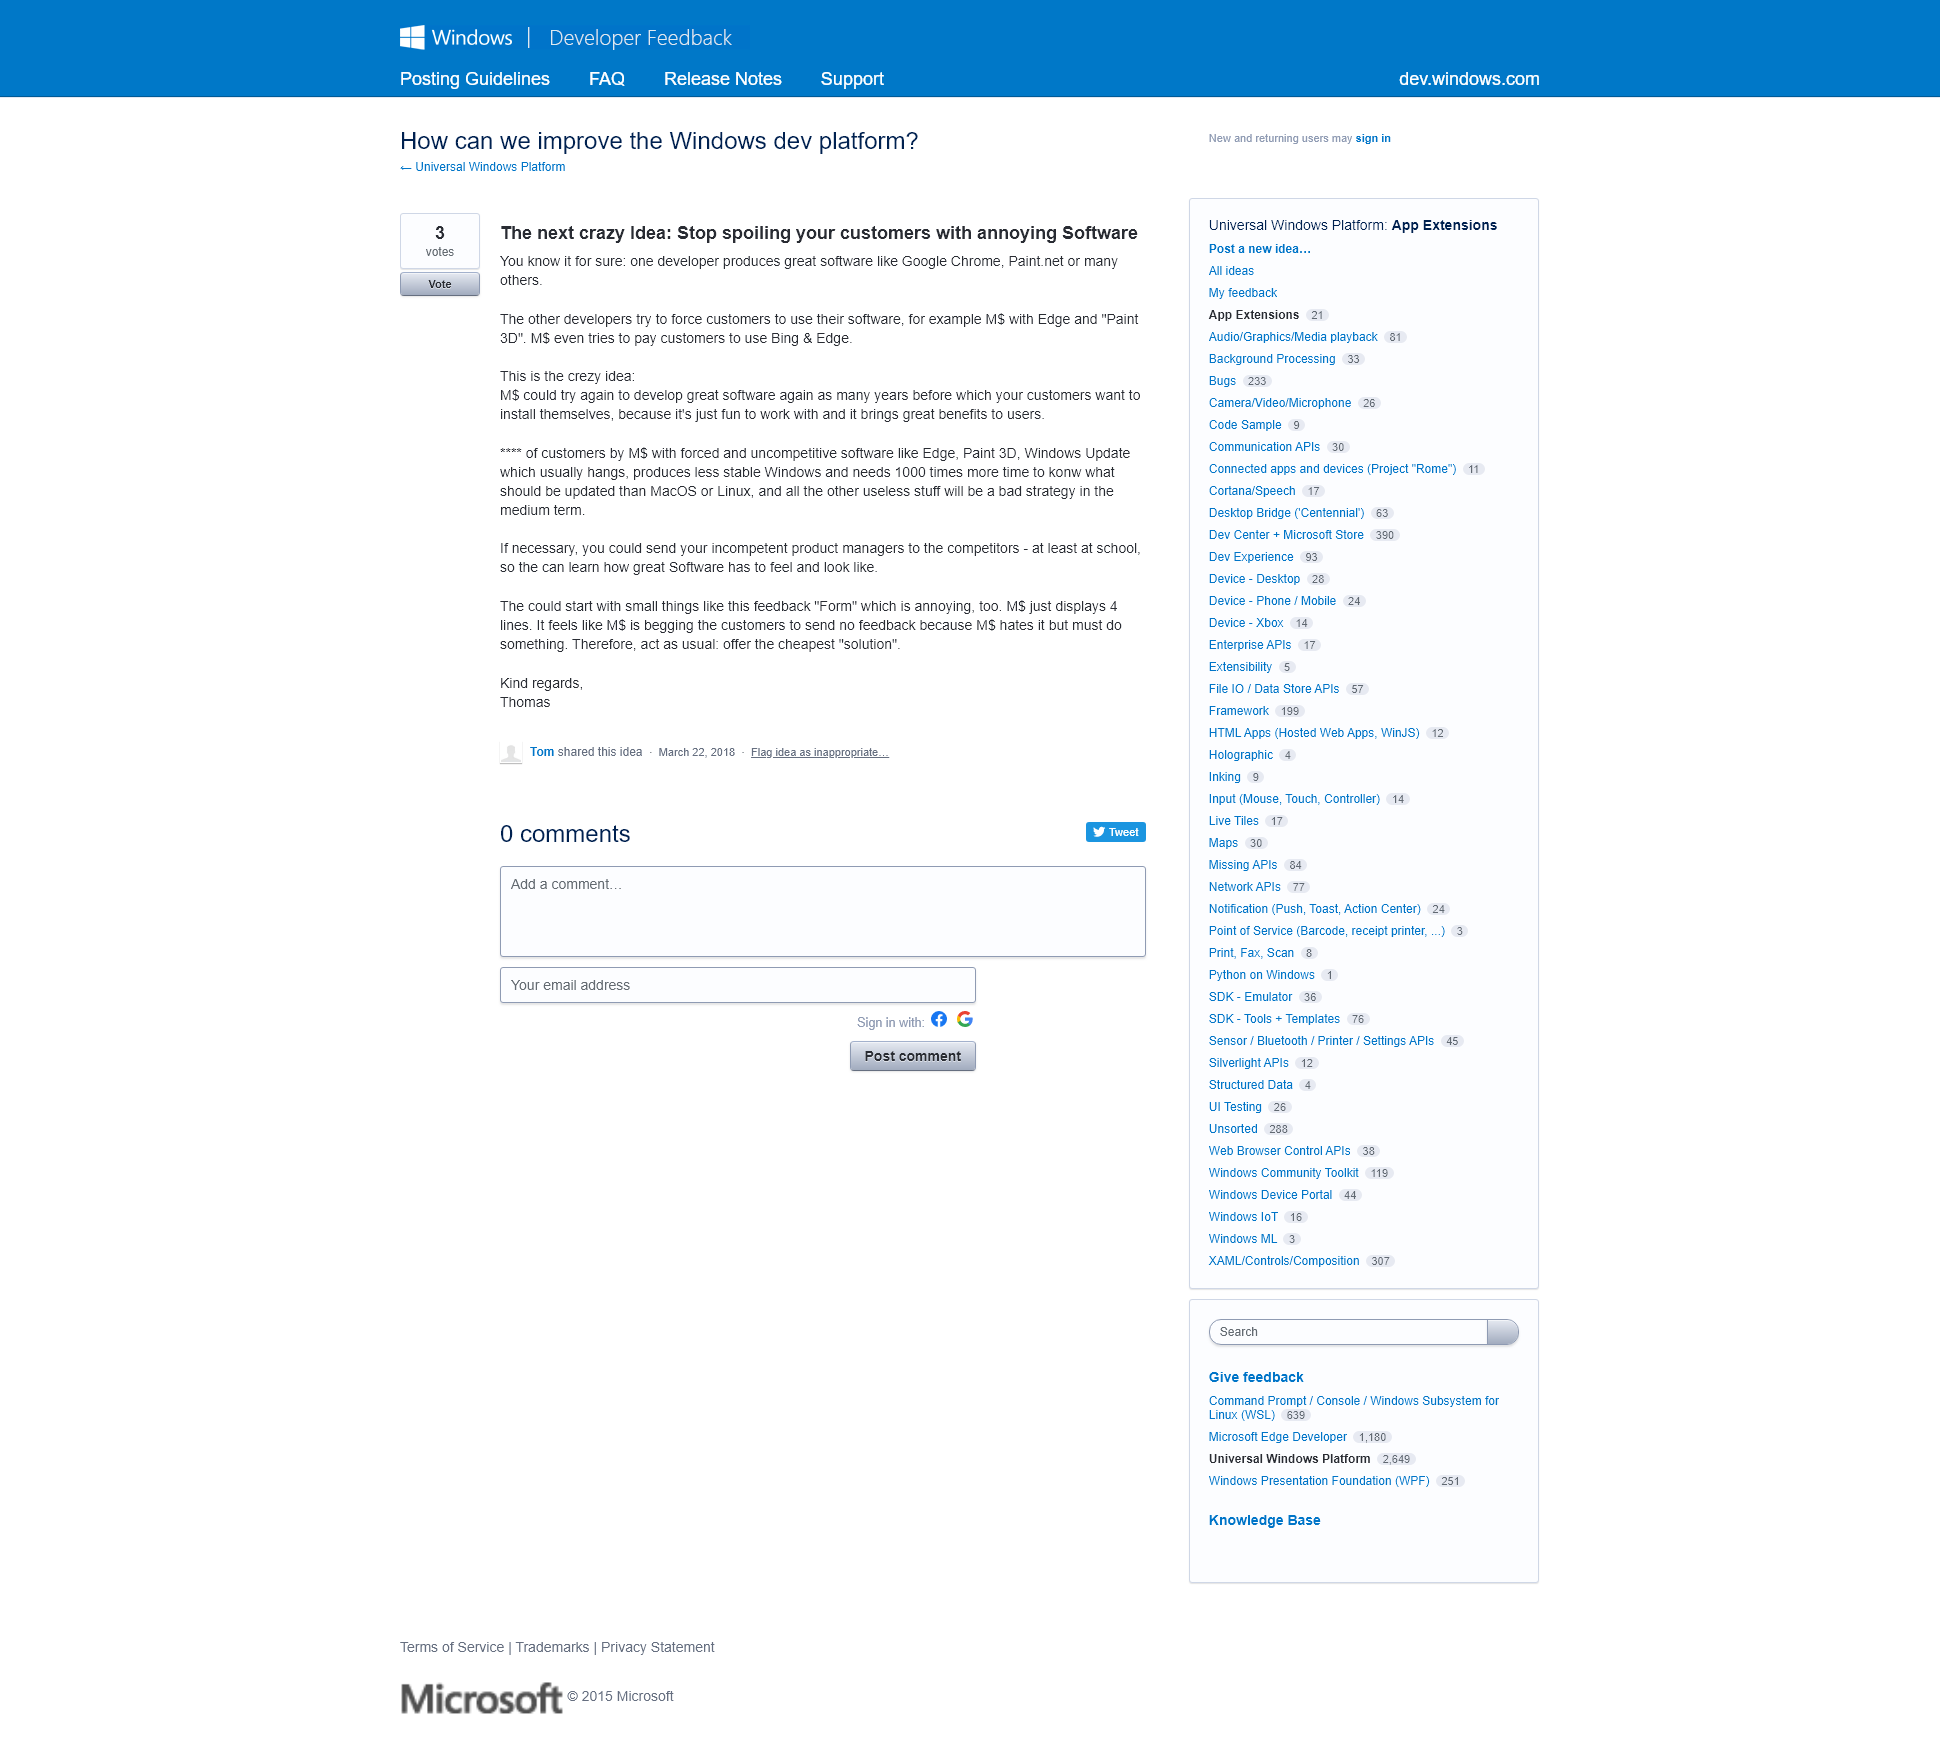 Windows | Developer Feedback
Posting Guidelines FAQ Release Notes Support dev.windows.com
How can we improve the Windows dev platform?
← Universal Windows Platform
New and returning users may sign in
3
votes
Vote
The next crazy Idea: Stop spoiling your customers with annoying Software
You know it for sure: one developer produces great software like Google Chrome, Paint.net or many
others.
The other developers try to force customers to use their software, for example M$ with Edge and "Paint
3D". M$ even tries to pay customers to use Bing & Edge.
This is the crezy idea:
M$ could try again to develop great software again as many years before which your customers want to
install themselves, because it's just fun to work with and it brings great benefits to users.
**** of customers by M$ with forced and uncompetitive software like Edge, Paint 3D, Windows Update
which usually hangs, produces less stable Windows and needs 1000 times more time to konw what
should be updated than MacOS or Linux, and all the other useless stuff will be a bad strategy in the
medium term.
If necessary, you could send your incompetent product managers to the competitors - at least at school,
so the can learn how great Software has to feel and look like.
The could start with small things like this feedback "Form" which is annoying, too. M$ just displays 4
lines. It feels like M$ is begging the customers to send no feedback because M$ hates it but must do
something. Therefore, act as usual: offer the cheapest "solution".
Kind regards,
Thomas
Tom shared this idea · March 22, 2018 · Flag idea as inappropriate…
0 comments
Tweet
Add a comment…
Your email address
Sign in with:
Post comment
Universal Windows Platform: App Extensions
Post a new idea…
All ideas
My feedback
App Extensions 21
Audio/Graphics/Media playback 81
Background Processing 33
Bugs 233
Camera/Video/Microphone 26
Code Sample 9
Communication APIs 30
Connected apps and devices (Project "Rome") 11
Cortana/Speech 17
Desktop Bridge ('Centennial') 63
Dev Center + Microsoft Store 390
Dev Experience 93
Device - Desktop 28
Device - Phone / Mobile 24
Device - Xbox 14
Enterprise APIs 17
Extensibility 5
File IO / Data Store APIs 57
Framework 199
HTML Apps (Hosted Web Apps, WinJS) 12
Holographic 4
Inking 9
Input (Mouse, Touch, Controller) 14
Live Tiles 17
Maps 30
Missing APIs 84
Network APIs 77
Notification (Push, Toast, Action Center) 24
Point of Service (Barcode, receipt printer, ...) 3
Print, Fax, Scan 8
Python on Windows 1
SDK - Emulator 36
SDK - Tools + Templates 76
Sensor / Bluetooth / Printer / Settings APIs 45
Silverlight APIs 12
Structured Data 4
UI Testing 26
Unsorted 288
Web Browser Control APIs 38
Windows Community Toolkit 119
Windows Device Portal 44
Windows IoT 16
Windows ML 3
XAML/Controls/Composition 307
Search
Give feedback
Command Prompt / Console / Windows Subsystem for
Linux (WSL) 639
Microsoft Edge Developer 1,180
Universal Windows Platform 2,649
Windows Presentation Foundation (WPF) 251
Knowledge Base
Terms of Service | Trademarks | Privacy Statement
Microsoft © 2015 Microsoft